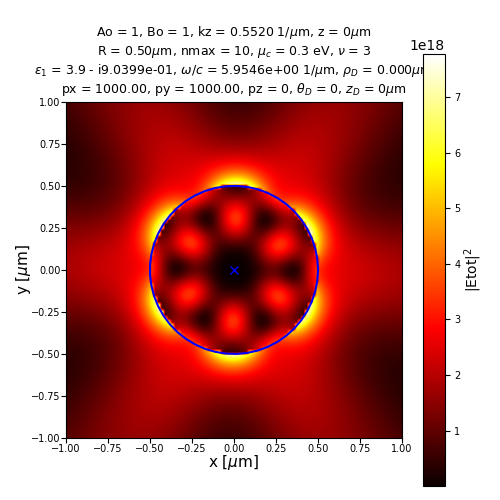 Ao = 1, Bo = 1, kz = 0.5520 1/μm, z = 0μm
R = 0.50μm, nmax = 10, μc = 0.3 eV, ν = 3
ε1 = 3.9 - i9.0399e-01, ω/c = 5.9546e+00 1/μm, ρD = 0.000μm
px = 1000.00, py = 1000.00, pz = 0, θD = 0, zD = 0μm
1e18
1.00
0.75
0.50
0.25
0.00
−0.25
−0.50
−0.75
−1.00
y [μm]
−1.00 −0.75 −0.50 −0.25 0.00 0.25 0.50 0.75 1.00
x [μm]
7
6
5
4
3
2
1
|Etot|²